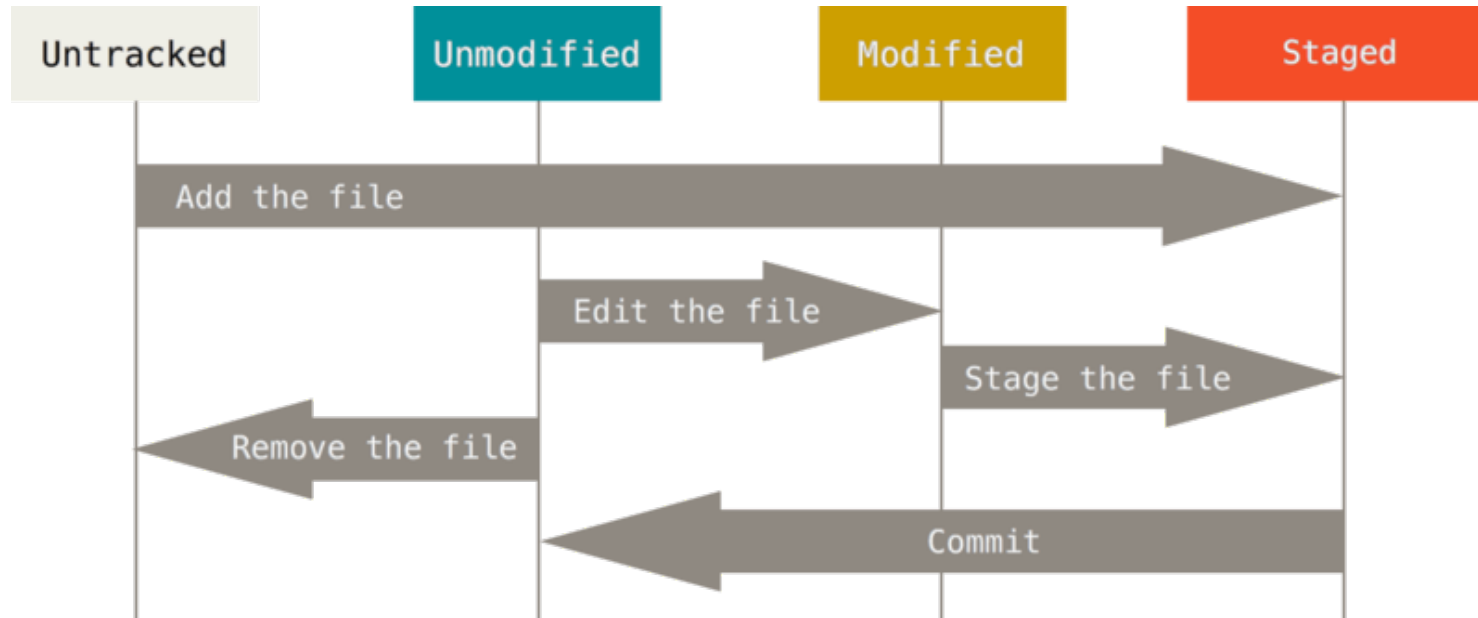 Untracked
Unmodified
Modified
Staged
Add the file
Edit the file
Stage the file
Remove the file
Commit